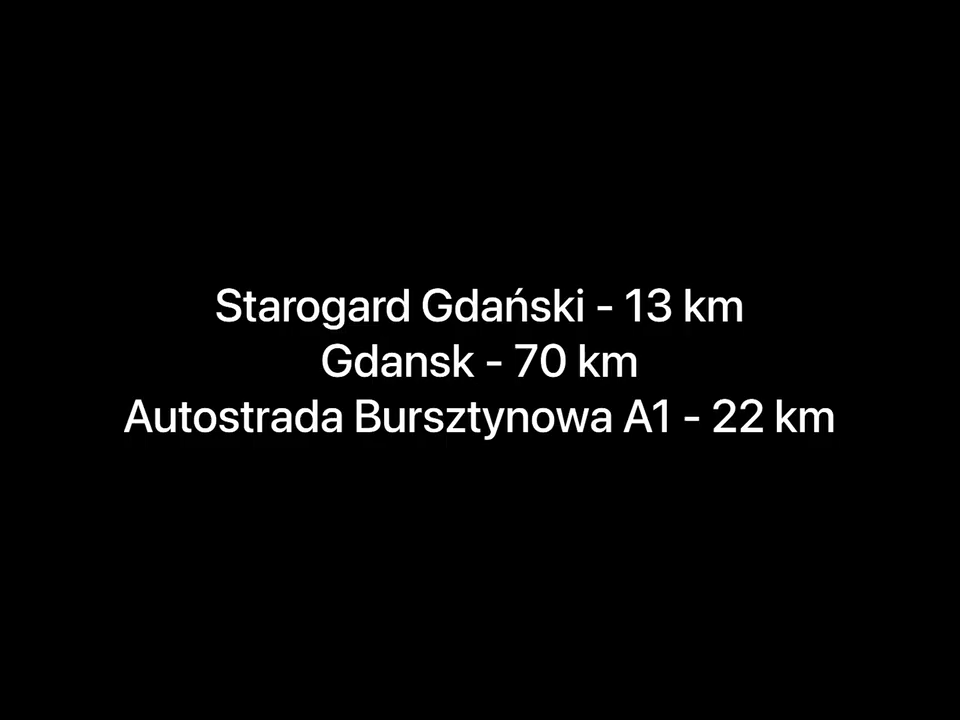 Starogard Gdański - 13 km
Gdansk - 70 km
Autostrada Bursztynowa A1 - 22 km